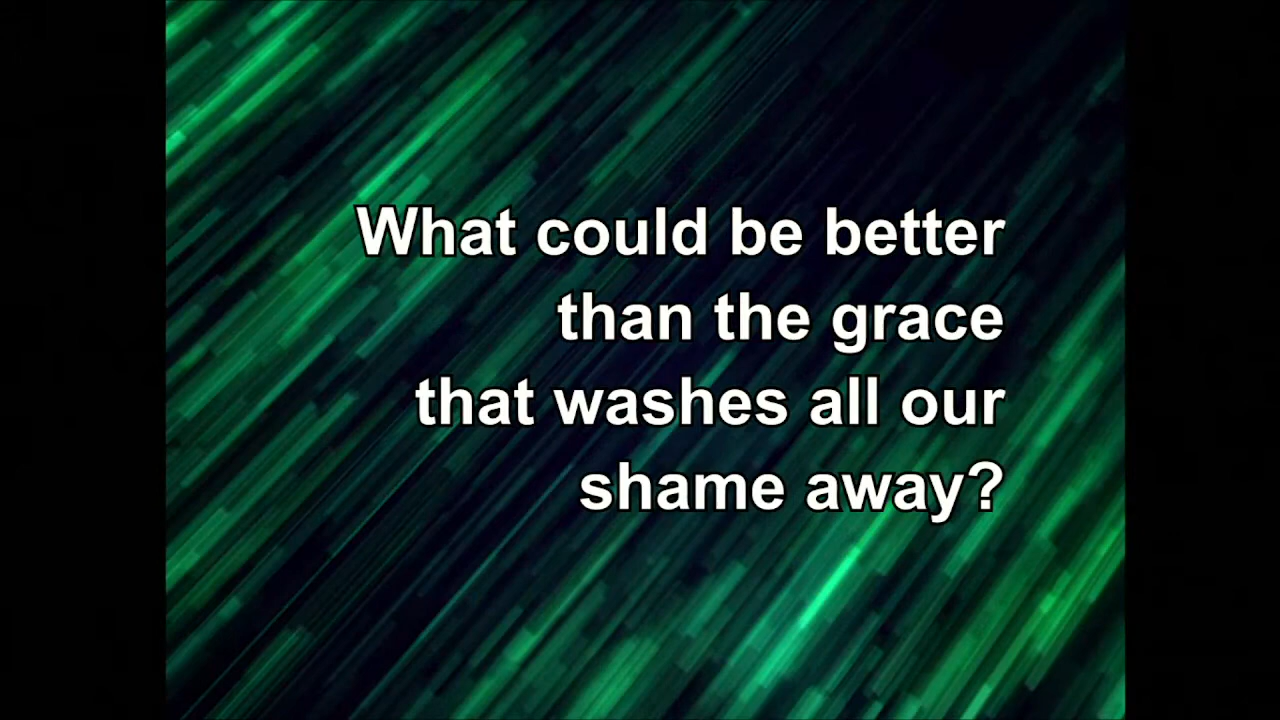 What could be better
than the grace
that washes all our
shame away?